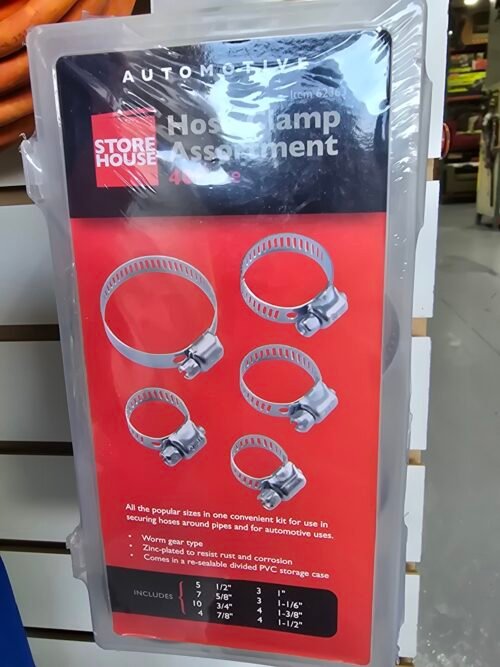 AUTOMOTIVE
Item
STORE
HOUSE
Hose Clamp
Assortment
All the popular sizes in one convenient kit for use in
securing hoses around pipes and for automotive uses.
• Worm gear type
• Zinc-plated to resist rust and corrosion
• Comes in a re-sealable divided PVC storage case
INCLUDES
5 1/2" 3 1"
7 5/8" 3 1-1/6"
10 3/4" 4 1-3/8"
4 7/8" 4 1-1/2"